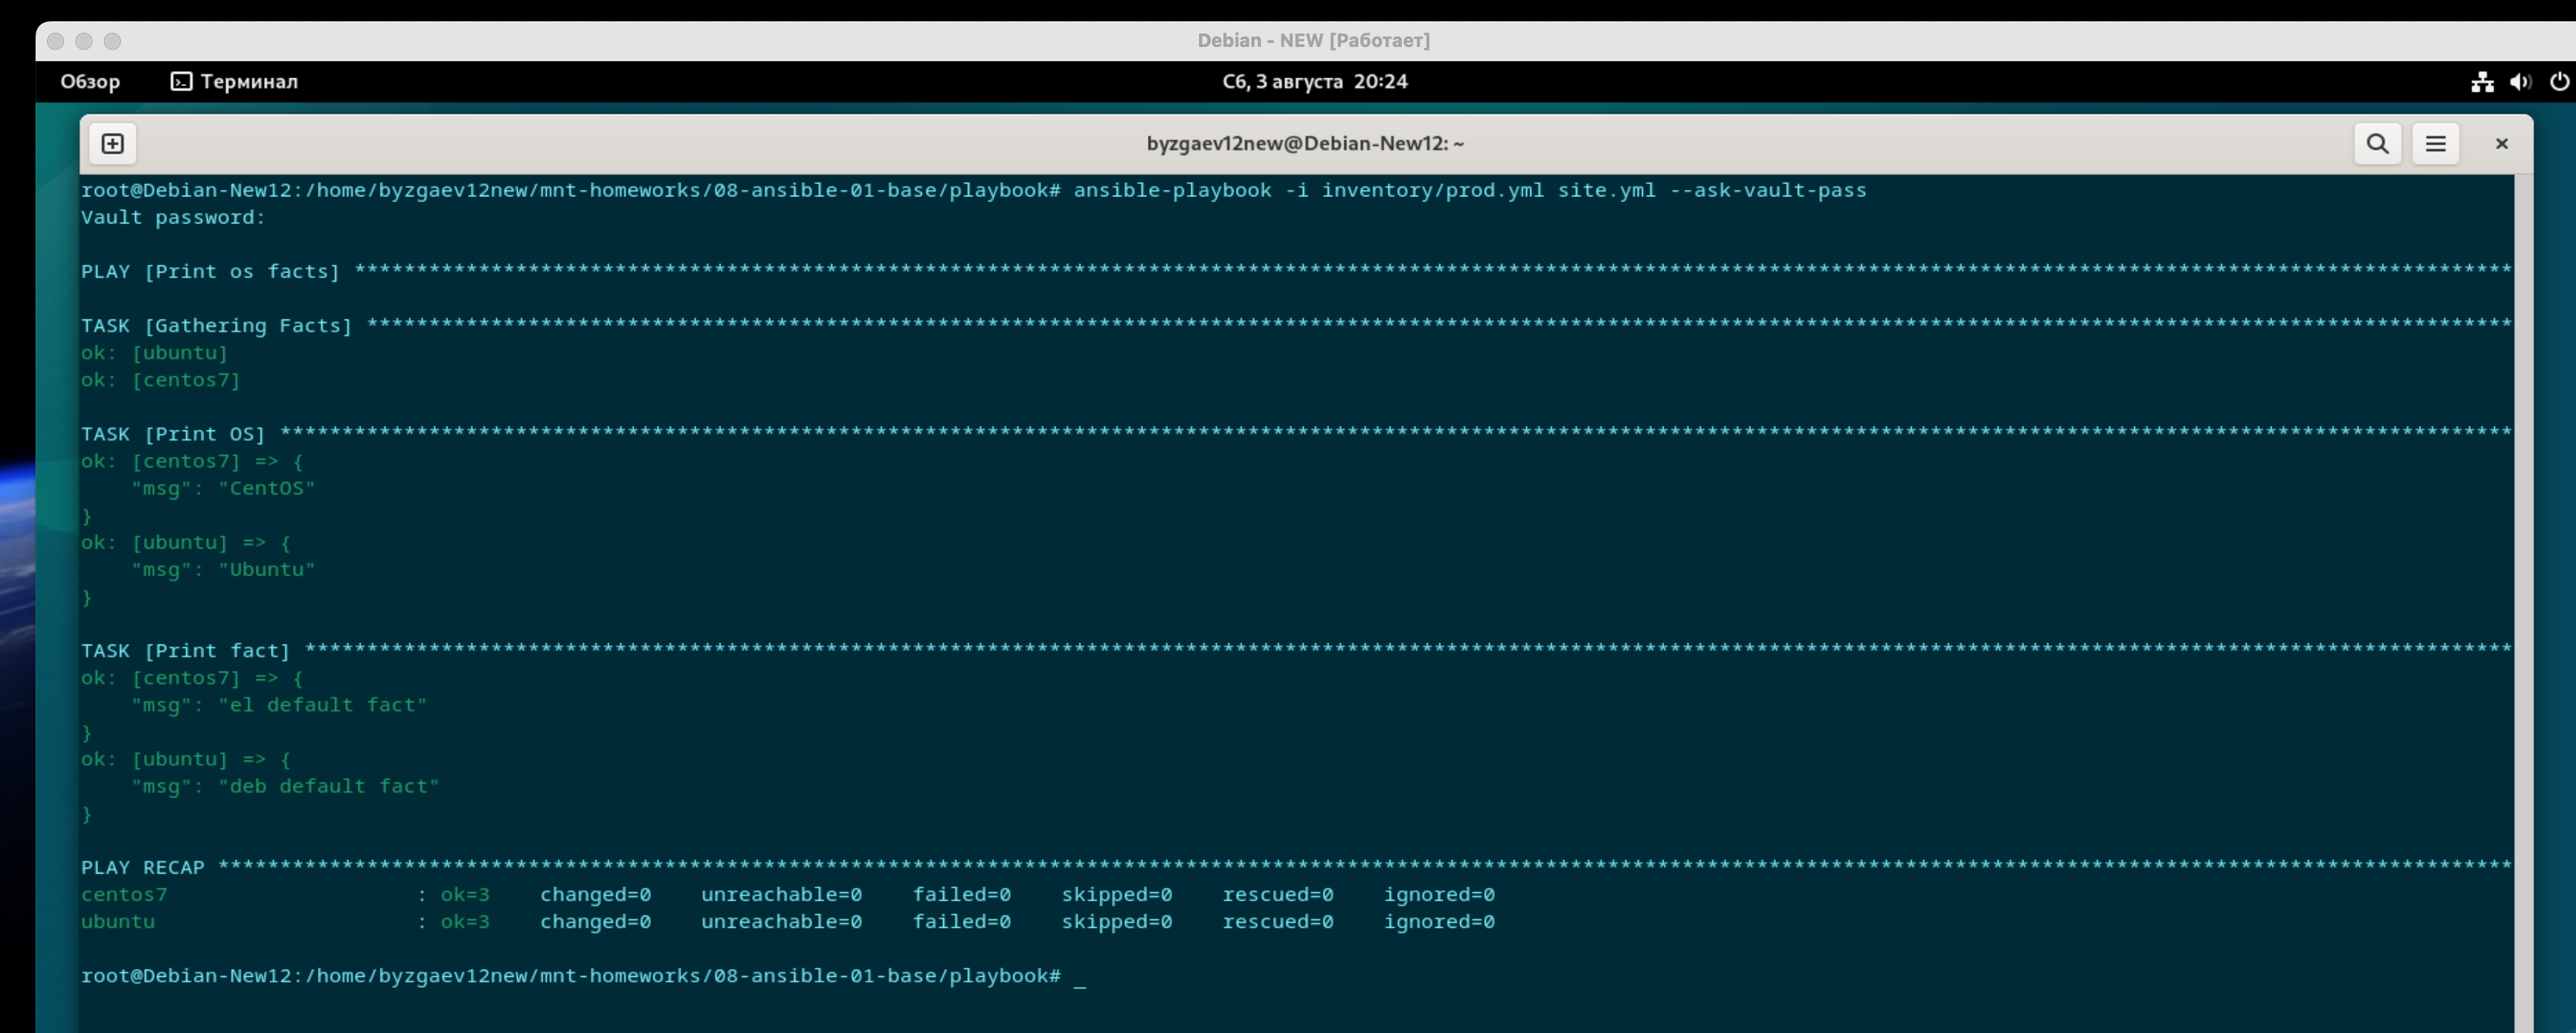 Debian - NEW [Работает]
Обзор Терминал Сб, 3 августа 20:24
byzgaev12new@Debian-New12: ~
root@Debian-New12:/home/byzgaev12new/mnt-homeworks/08-ansible-01-base/playbook# ansible-playbook -i inventory/prod.yml site.yml --ask-vault-pass
Vault password:
PLAY [Print os facts] ******************************************************************************************************************************************************************************
TASK [Gathering Facts] *****************************************************************************************************************************************************************************
ok: [ubuntu]
ok: [centos7]
TASK [Print OS] ************************************************************************************************************************************************************************************
ok: [centos7] => {
    "msg": "CentOS"
}
ok: [ubuntu] => {
    "msg": "Ubuntu"
}
TASK [Print fact] **********************************************************************************************************************************************************************************
ok: [centos7] => {
    "msg": "el default fact"
}
ok: [ubuntu] => {
    "msg": "deb default fact"
}
PLAY RECAP *****************************************************************************************************************************************************************************************
centos7                    : ok=3    changed=0    unreachable=0    failed=0    skipped=0    rescued=0    ignored=0
ubuntu                     : ok=3    changed=0    unreachable=0    failed=0    skipped=0    rescued=0    ignored=0
root@Debian-New12:/home/byzgaev12new/mnt-homeworks/08-ansible-01-base/playbook# _